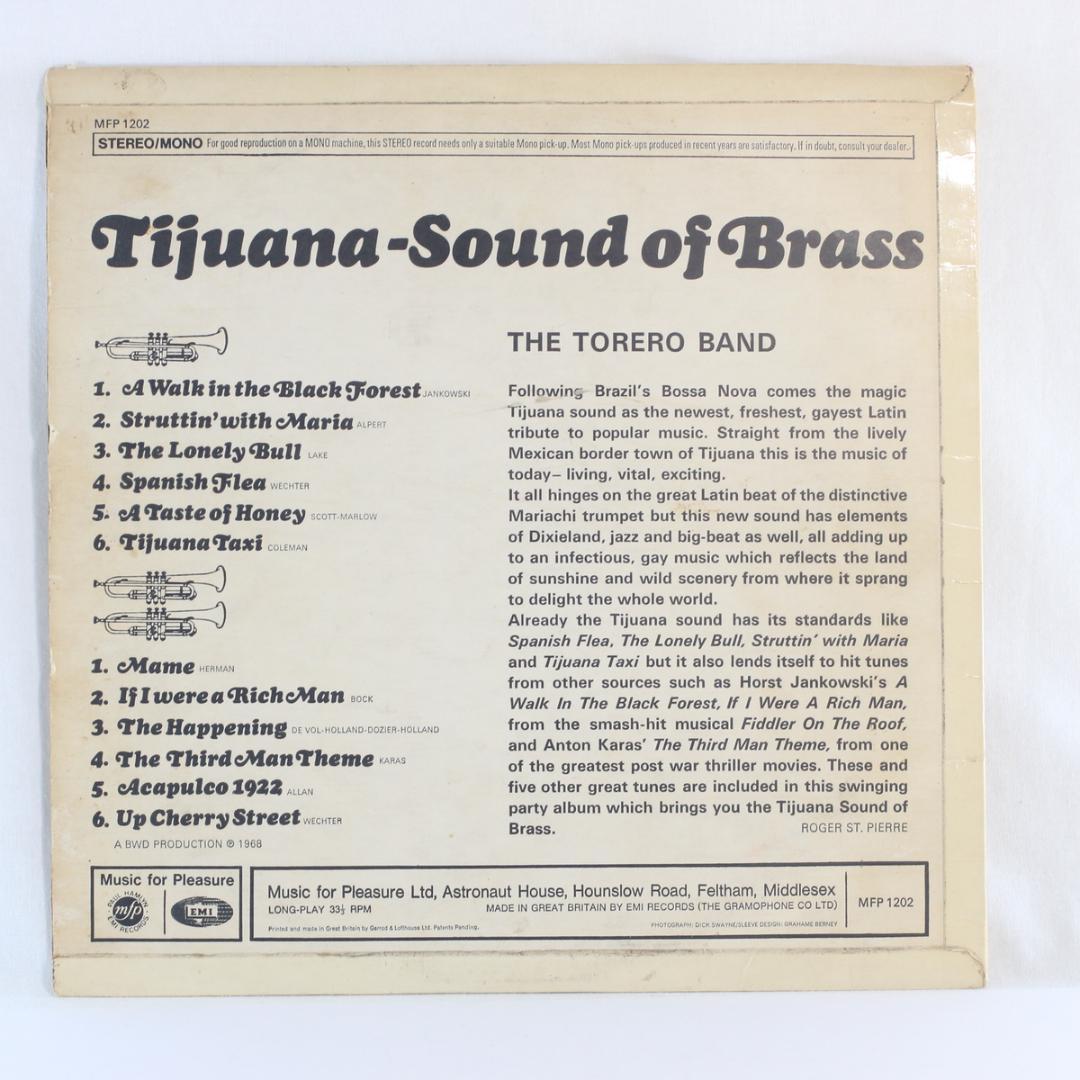 MFP 1202
STEREO/MONO For good reproduction on a MONO machine, this STEREO record needs only a suitable Mono pick-up. Most Mono pick-ups produced in recent years are satisfactory. If in doubt, consult your dealer.
Tijuana-Sound of Brass
1. A Walk in the Black Forest JANKOWSKI
2. Struttin' with Maria ALPERT
3. The Lonely Bull LAKE
4. Spanish Flea WECHTER
5. A Taste of Honey SCOTT-MARLOW
6. Tijuana Taxi COLEMAN
1. Mame HERMAN
2. If I were a Rich Man BOCK
3. The Happening DE VOL-HOLLAND-DOZIER-HOLLAND
4. The Third Man Theme KARAS
5. Acapulco 1922 ALLAN
6. Up Cherry Street WECHTER
A BWD PRODUCTION ℗ 1968
THE TORERO BAND
Following Brazil's Bossa Nova comes the magic
Tijuana sound as the newest, freshest, gayest Latin
tribute to popular music. Straight from the lively
Mexican border town of Tijuana this is the music of
today– living, vital, exciting.
It all hinges on the great Latin beat of the distinctive
Mariachi trumpet but this new sound has elements
of Dixieland, jazz and big-beat as well, all adding up
to an infectious, gay music which reflects the land
of sunshine and wild scenery from where it sprang
to delight the whole world.
Already the Tijuana sound has its standards like
Spanish Flea, The Lonely Bull, Struttin' with Maria
and Tijuana Taxi but it also lends itself to hit tunes
from other sources such as Horst Jankowski's A
Walk In The Black Forest, If I Were A Rich Man,
from the smash-hit musical Fiddler On The Roof,
and Anton Karas' The Third Man Theme, from one
of the greatest post war thriller movies. These and
five other great tunes are included in this swinging
party album which brings you the Tijuana Sound of
Brass. ROGER ST. PIERRE
Music for Pleasure
PAUL HAMLYN
mfp
EMI RECORDS
EMI
Music for Pleasure Ltd, Astronaut House, Hounslow Road, Feltham, Middlesex
LONG-PLAY 33⅓ RPM MADE IN GREAT BRITAIN BY EMI RECORDS (THE GRAMOPHONE CO LTD)
Printed and made in Great Britain by Garrod & Lofthouse Ltd. Patents Pending. PHOTOGRAPH: DICK SWAYNE/SLEEVE DESIGN: GRAHAME BERNEY
MFP 1202